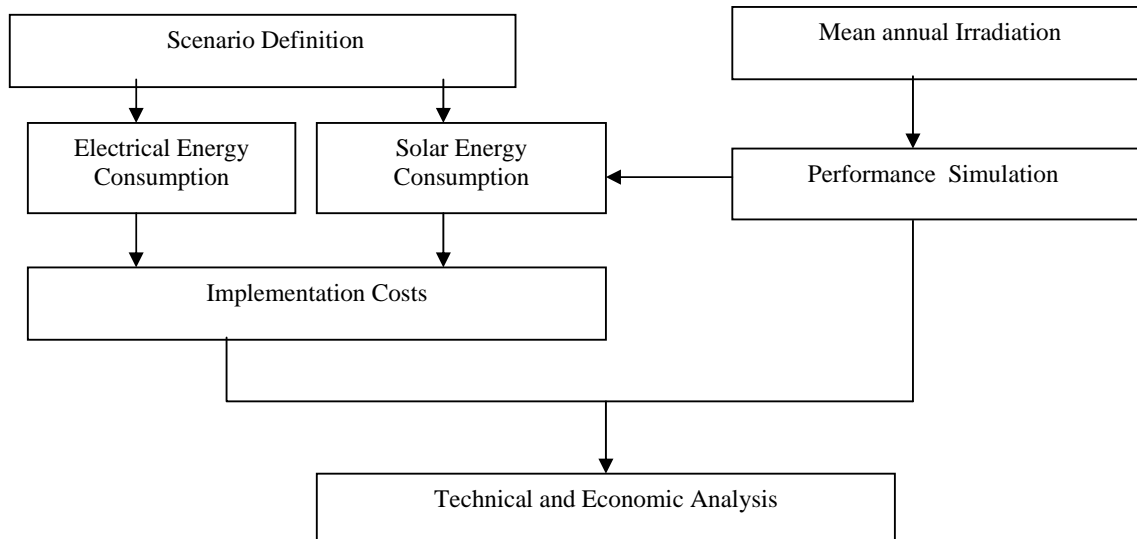 Scenario Definition
Mean annual Irradiation
Electrical Energy
Consumption
Solar Energy
Consumption
Performance Simulation
Implementation Costs
Technical and Economic Analysis